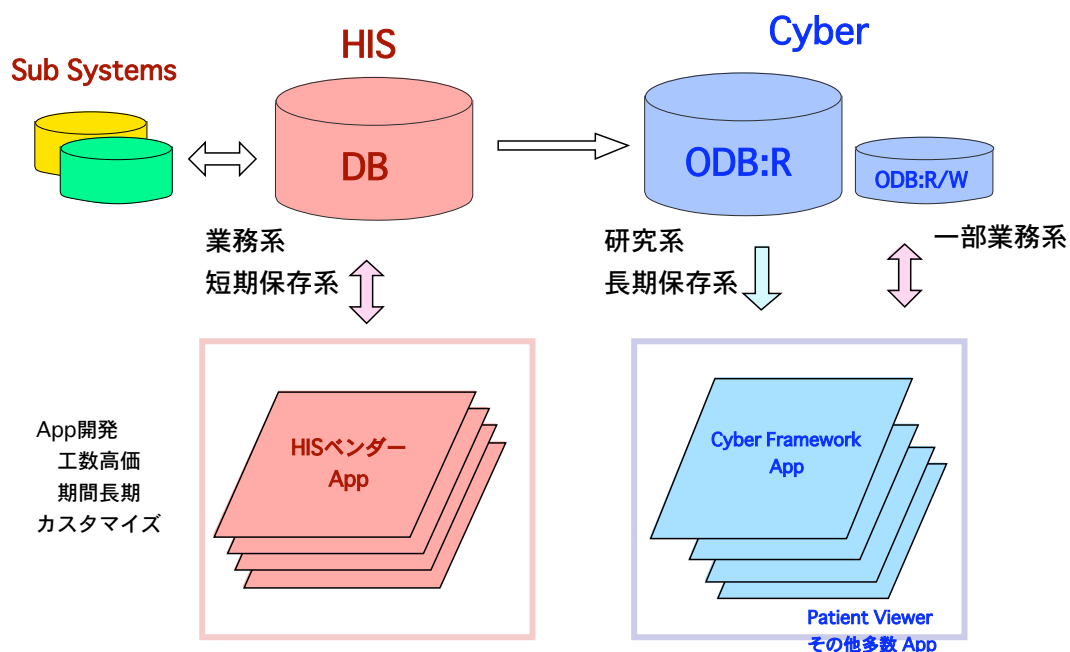 HIS
Cyber
Sub Systems
DB
ODB:R
ODB:R/W
業務系
短期保存系
研究系
長期保存系
一部業務系
App開発
工数高価
期間長期
カスタマイズ
HISベンダー
App
Cyber Framework
App
Patient Viewer
その他多数 App